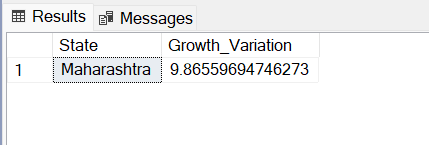 Results Messages
State Growth_Variation
1 Maharashtra 9.86559694746273